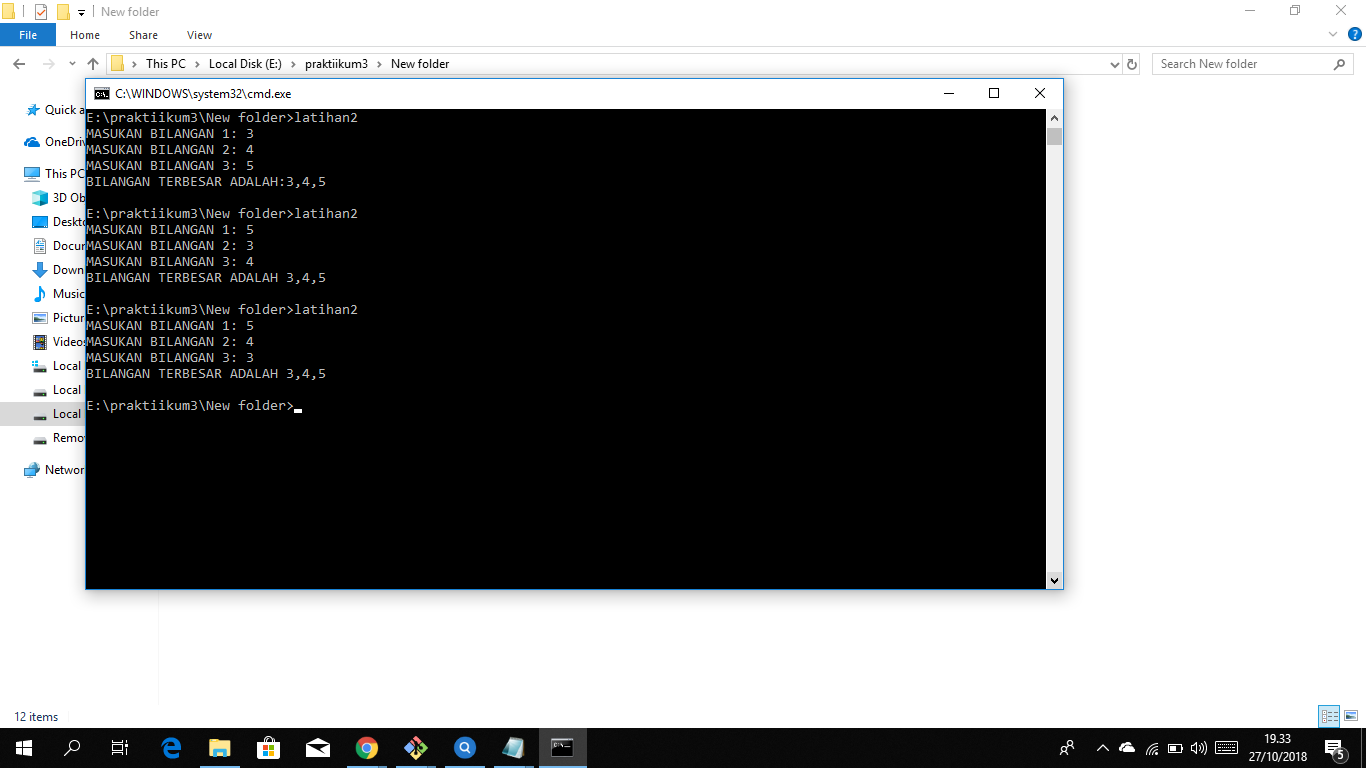 New folder
File Home Share View
This PC Local Disk (E:) praktiikum3 New folder
Search New folder
C:\WINDOWS\system32\cmd.exe
Quick a
OneDriv
This PC
3D Ob
Deskto
Docum
Down
Music
Pictur
Videos
Local
Local
Local
Remo
Networ
E:\praktiikum3\New folder>latihan2
MASUKAN BILANGAN 1: 3
MASUKAN BILANGAN 2: 4
MASUKAN BILANGAN 3: 5
BILANGAN TERBESAR ADALAH:3,4,5
E:\praktiikum3\New folder>latihan2
MASUKAN BILANGAN 1: 5
MASUKAN BILANGAN 2: 3
MASUKAN BILANGAN 3: 4
BILANGAN TERBESAR ADALAH 3,4,5
E:\praktiikum3\New folder>latihan2
MASUKAN BILANGAN 1: 5
MASUKAN BILANGAN 2: 4
MASUKAN BILANGAN 3: 3
BILANGAN TERBESAR ADALAH 3,4,5
E:\praktiikum3\New folder>
12 items
19.33
27/10/2018
5